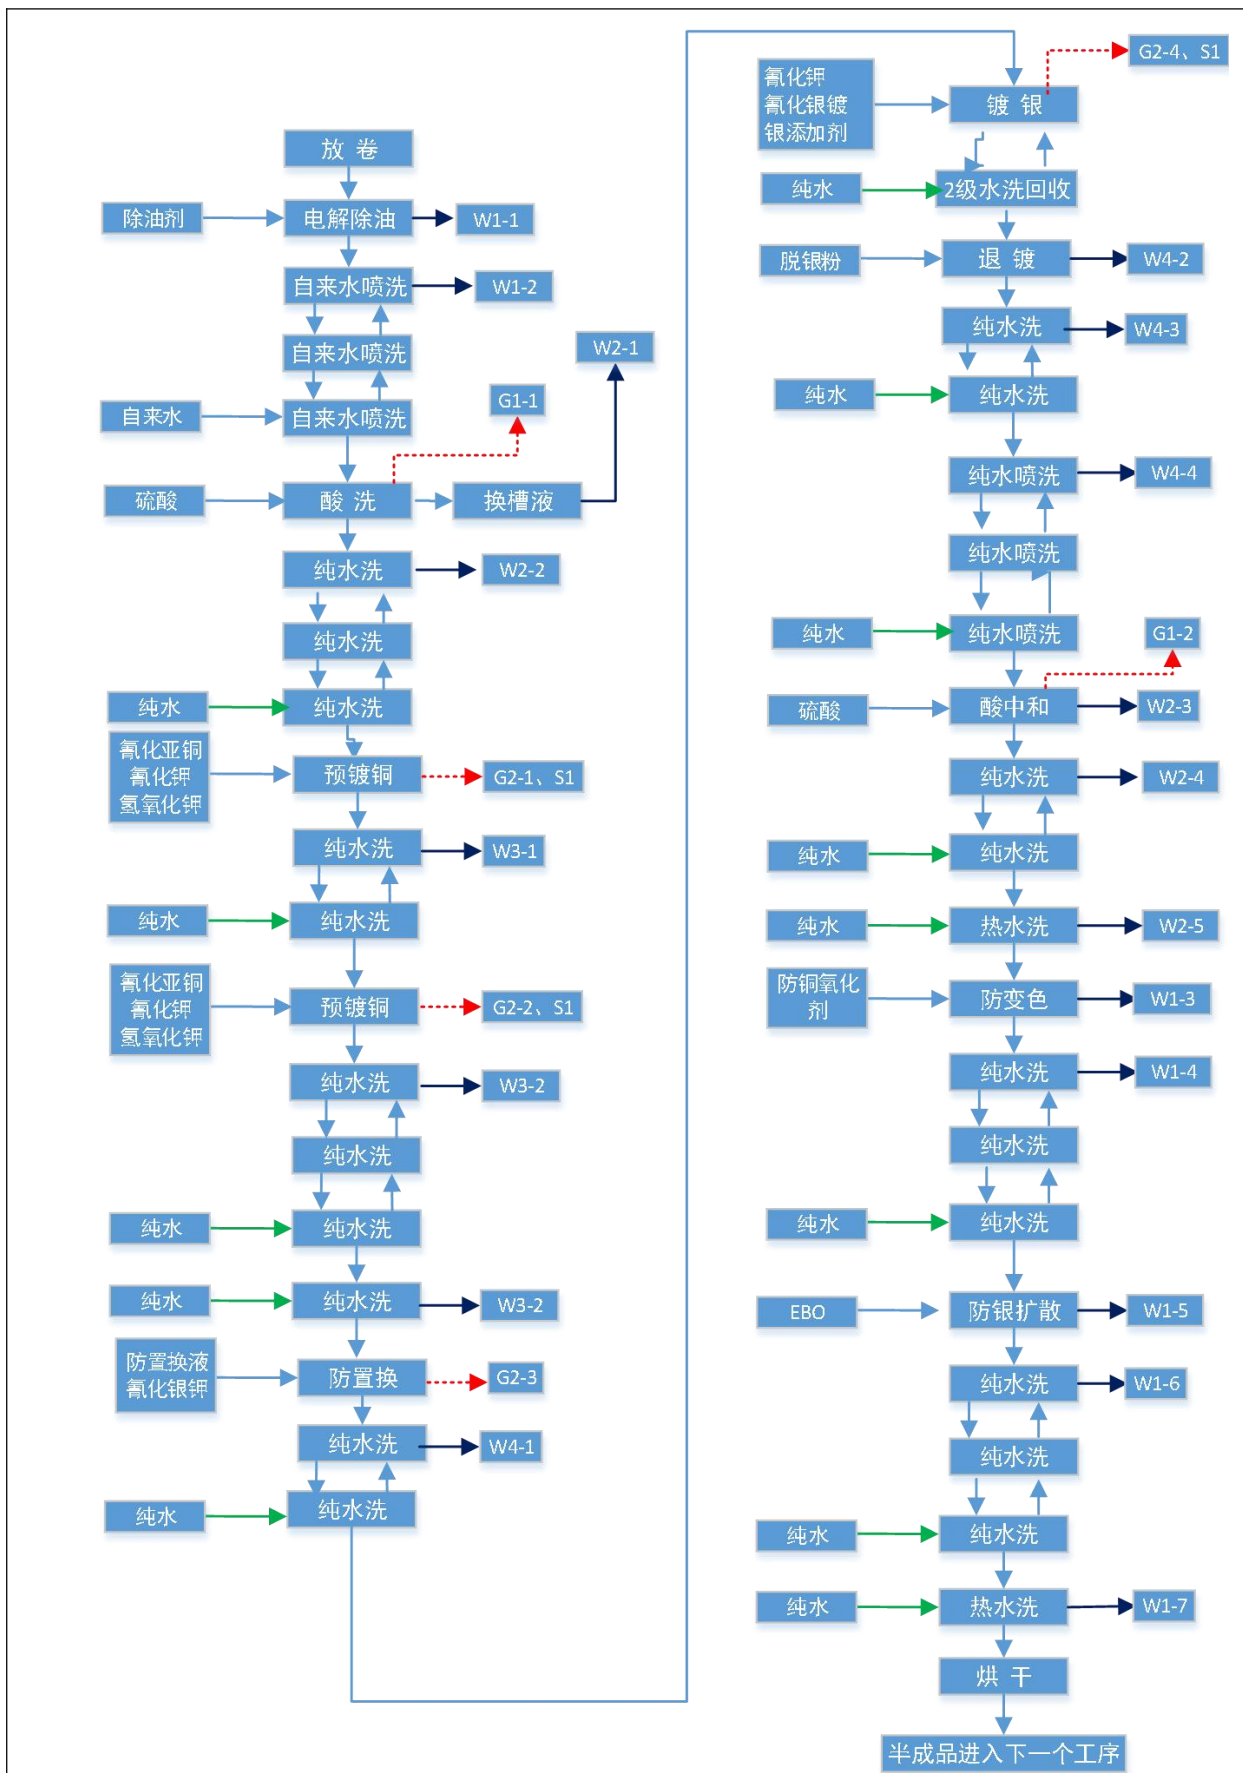 放 卷
除油剂
电解除油
W1-1
自来水喷洗
W1-2
自来水喷洗
W2-1
G1-1
自来水
自来水喷洗
硫酸
酸 洗
换槽液
纯水洗
W2-2
纯水洗
纯水
纯水洗
氰化亚铜
氰化钾
氢氧化钾
预镀铜
G2-1、S1
纯水洗
W3-1
纯水
纯水洗
氰化亚铜
氰化钾
氢氧化钾
预镀铜
G2-2、S1
纯水洗
W3-2
纯水洗
纯水
纯水洗
纯水
纯水洗
W3-2
防置换液
氰化银钾
防置换
G2-3
纯水洗
W4-1
纯水
纯水洗
G2-4、S1
氰化钾
氰化银镀
银添加剂
镀 银
纯水
2级水洗回收
脱银粉
退 镀
W4-2
纯水洗
W4-3
纯水
纯水洗
纯水喷洗
W4-4
纯水喷洗
纯水
纯水喷洗
G1-2
硫酸
酸中和
W2-3
纯水洗
W2-4
纯水
纯水洗
纯水
热水洗
W2-5
防铜氧化
剂
防变色
W1-3
纯水洗
W1-4
纯水洗
纯水
纯水洗
EBO
防银扩散
W1-5
纯水洗
W1-6
纯水洗
纯水
纯水洗
纯水
热水洗
W1-7
烘 干
半成品进入下一个工序